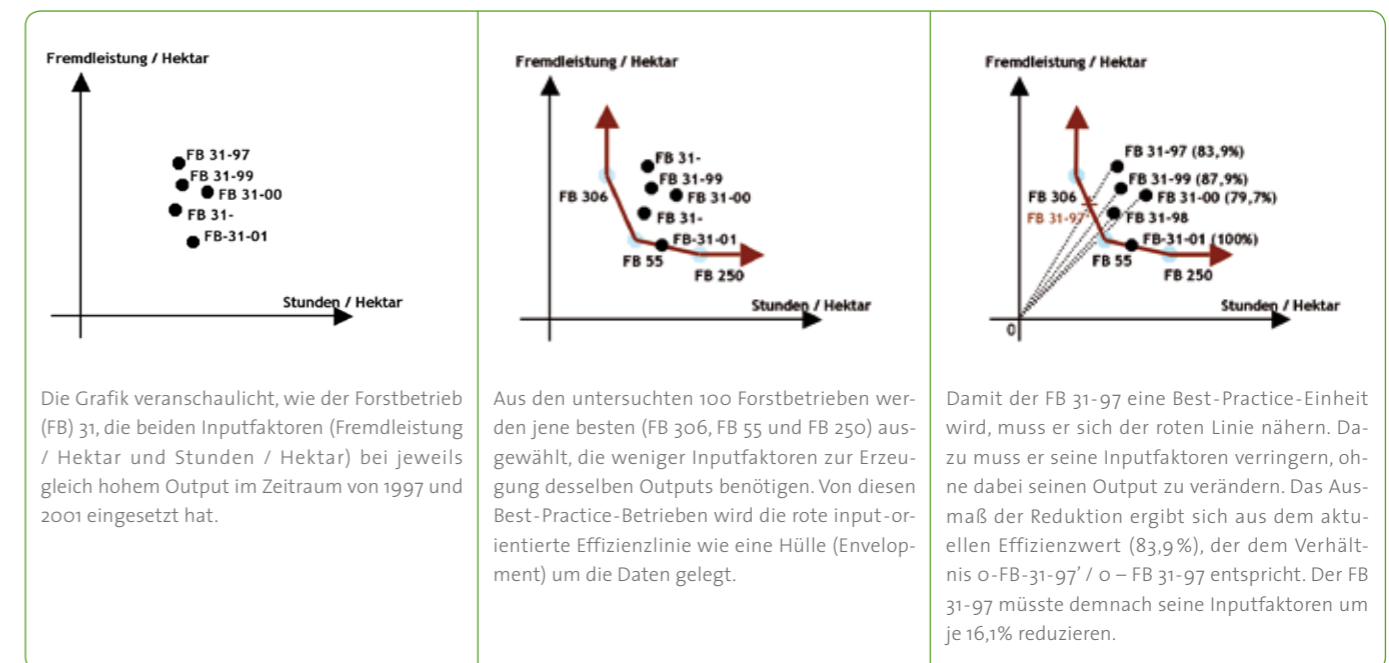 Fremdleistung / Hektar
FB 31-97
FB 31-99
FB 31-00
FB 31-
FB-31-01
Stunden / Hektar
Die Grafik veranschaulicht, wie der Forstbetrieb
(FB) 31, die beiden Inputfaktoren (Fremdleistung
/ Hektar und Stunden / Hektar) bei jeweils
gleich hohem Output im Zeitraum von 1997 und
2001 eingesetzt hat.
Fremdleistung / Hektar
FB 31-
FB 31-99
FB 306
FB 31-00
FB 31-
FB-31-01
FB 55
FB 250
Stunden / Hektar
Aus den untersuchten 100 Forstbetrieben wer-
den jene besten (FB 306, FB 55 und FB 250) aus-
gewählt, die weniger Inputfaktoren zur Erzeu-
gung desselben Outputs benötigen. Von diesen
Best-Practice-Betrieben wird die rote input-or-
ientierte Effizienzlinie wie eine Hülle (Envelop-
ment) um die Daten gelegt.
Fremdleistung / Hektar
FB 31-97 (83,9%)
FB 31-99 (87,9%)
FB 306
FB 31-00 (79,7%)
FB 31-97'
FB 31-98
FB-31-01 (100%)
FB 55
FB 250
Stunden / Hektar
0
Damit der FB 31-97 eine Best-Practice-Einheit
wird, muss er sich der roten Linie nähern. Da-
zu muss er seine Inputfaktoren verringern, oh-
ne dabei seinen Output zu verändern. Das Aus-
maß der Reduktion ergibt sich aus dem aktu-
ellen Effizienzwert (83,9%), der dem Verhält-
nis 0-FB-31-97’ / 0 – FB 31-97 entspricht. Der FB
31-97 müsste demnach seine Inputfaktoren um
je 16,1% reduzieren.